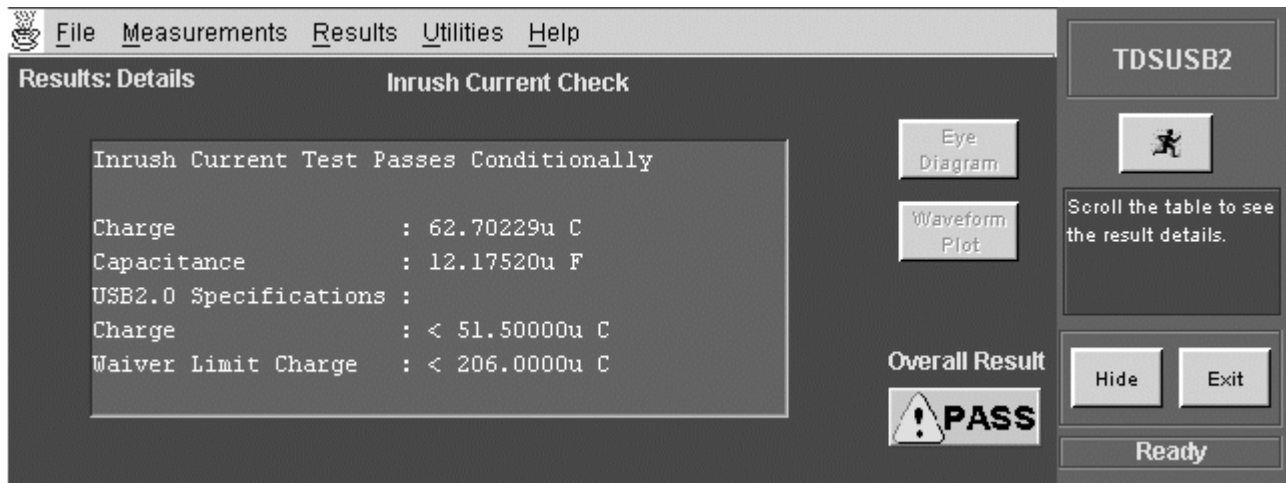 File Measurements Results Utilities Help
TDSUSB2
Results: Details Inrush Current Check
Inrush Current Test Passes Conditionally
Charge : 62.70229u C
Capacitance : 12.17520u F
USB2.0 Specifications :
Charge : < 51.50000u C
Waiver Limit Charge : < 206.0000u C
Eye
Diagram
Waveform
Plot
Overall Result
PASS
Scroll the table to see
the result details.
Hide Exit
Ready